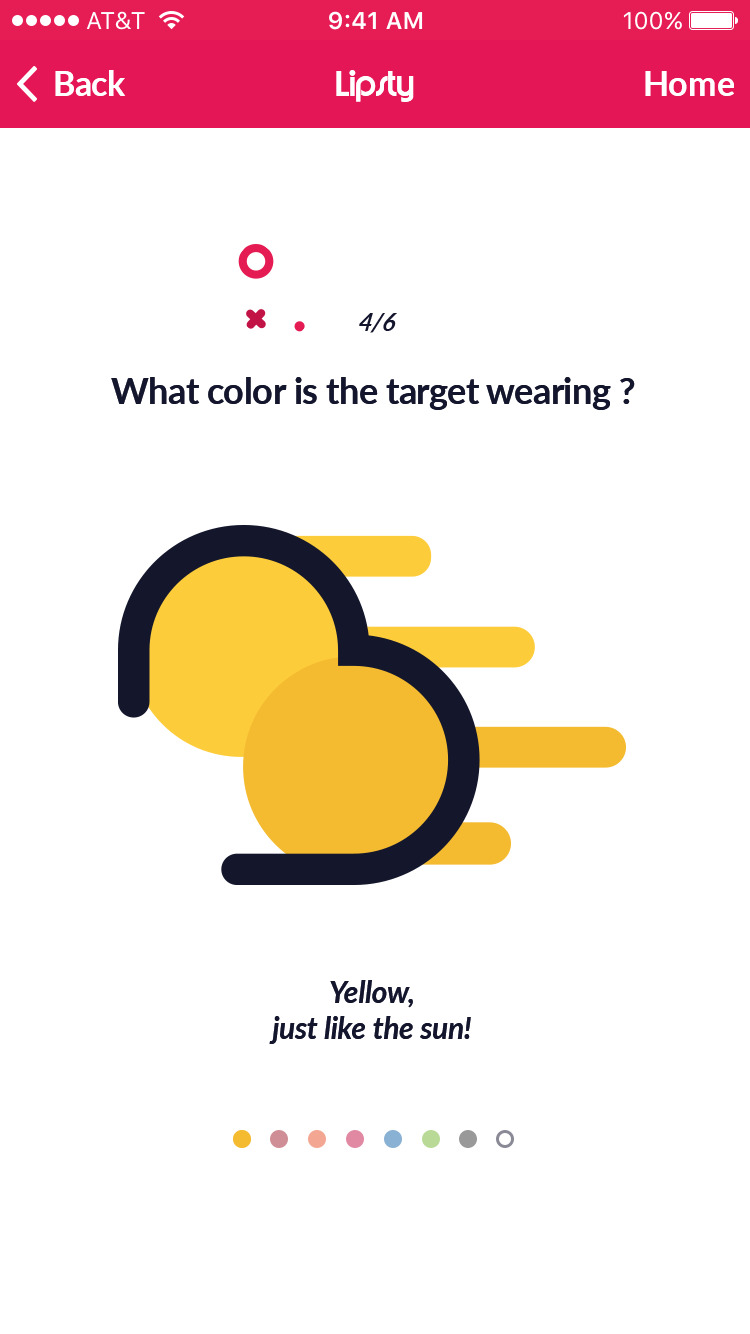 AT&T 9:41 AM 100%
Back Lipsty Home
4/6
What color is the target wearing ?
Yellow,
just like the sun!